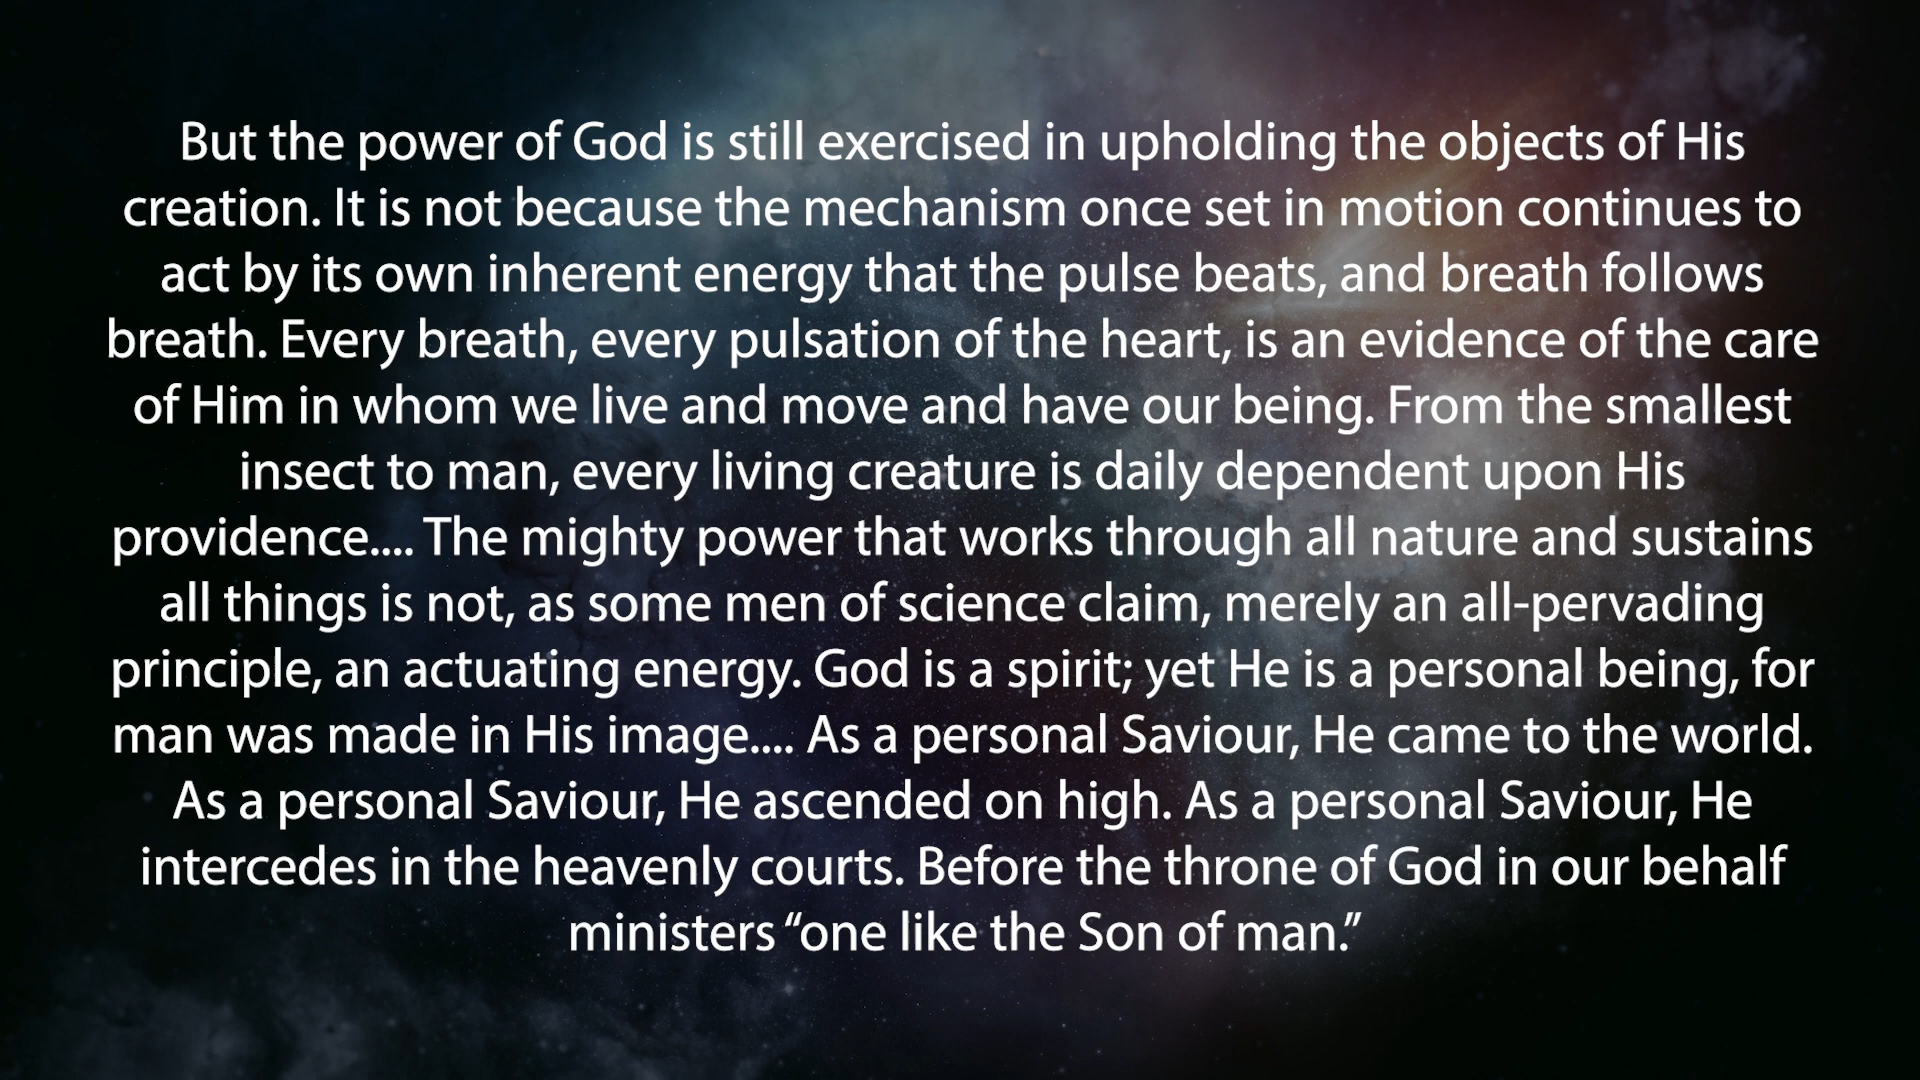 But the power of God is still exercised in upholding the objects of His
creation. It is not because the mechanism once set in motion continues to
act by its own inherent energy that the pulse beats, and breath follows
breath. Every breath, every pulsation of the heart, is an evidence of the care
of Him in whom we live and move and have our being. From the smallest
insect to man, every living creature is daily dependent upon His
providence.... The mighty power that works through all nature and sustains
all things is not, as some men of science claim, merely an all-pervading
principle, an actuating energy. God is a spirit; yet He is a personal being, for
man was made in His image.... As a personal Saviour, He came to the world.
As a personal Saviour, He ascended on high. As a personal Saviour, He
intercedes in the heavenly courts. Before the throne of God in our behalf
ministers “one like the Son of man.”